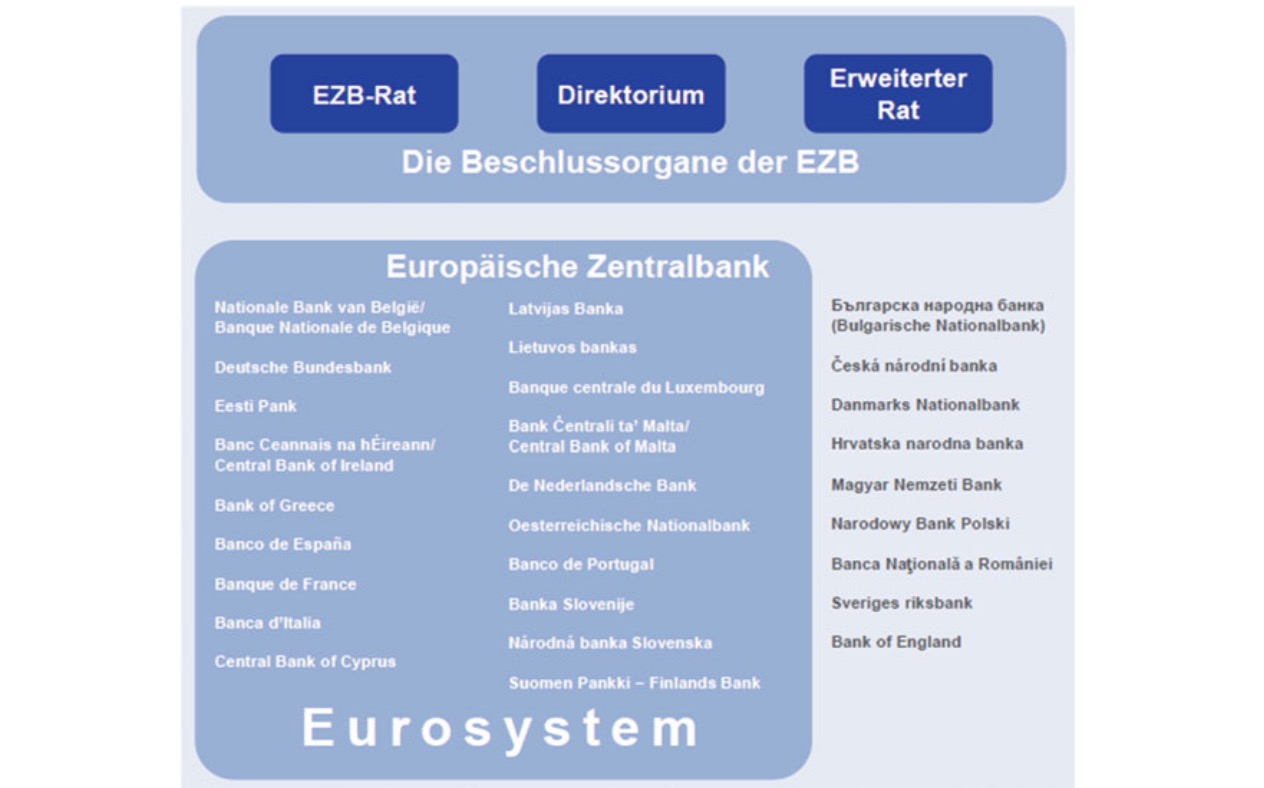 EZB-Rat
Direktorium
Erweiterter
Rat
Die Beschlussorgane der EZB
Europäische Zentralbank
Nationale Bank van België/
Banque Nationale de Belgique
Deutsche Bundesbank
Eesti Pank
Banc Ceannais na hÉireann/
Central Bank of Ireland
Bank of Greece
Banco de España
Banque de France
Banca d'Italia
Central Bank of Cyprus
Latvijas Banka
Lietuvos bankas
Banque centrale du Luxembourg
Bank Ċentrali ta' Malta/
Central Bank of Malta
De Nederlandsche Bank
Oesterreichische Nationalbank
Banco de Portugal
Banka Slovenije
Národná banka Slovenska
Suomen Pankki – Finlands Bank
Eurosystem
Българска народна банка
(Bulgarische Nationalbank)
Česká národní banka
Danmarks Nationalbank
Hrvatska narodna banka
Magyar Nemzeti Bank
Narodowy Bank Polski
Banca Naţională a României
Sveriges riksbank
Bank of England